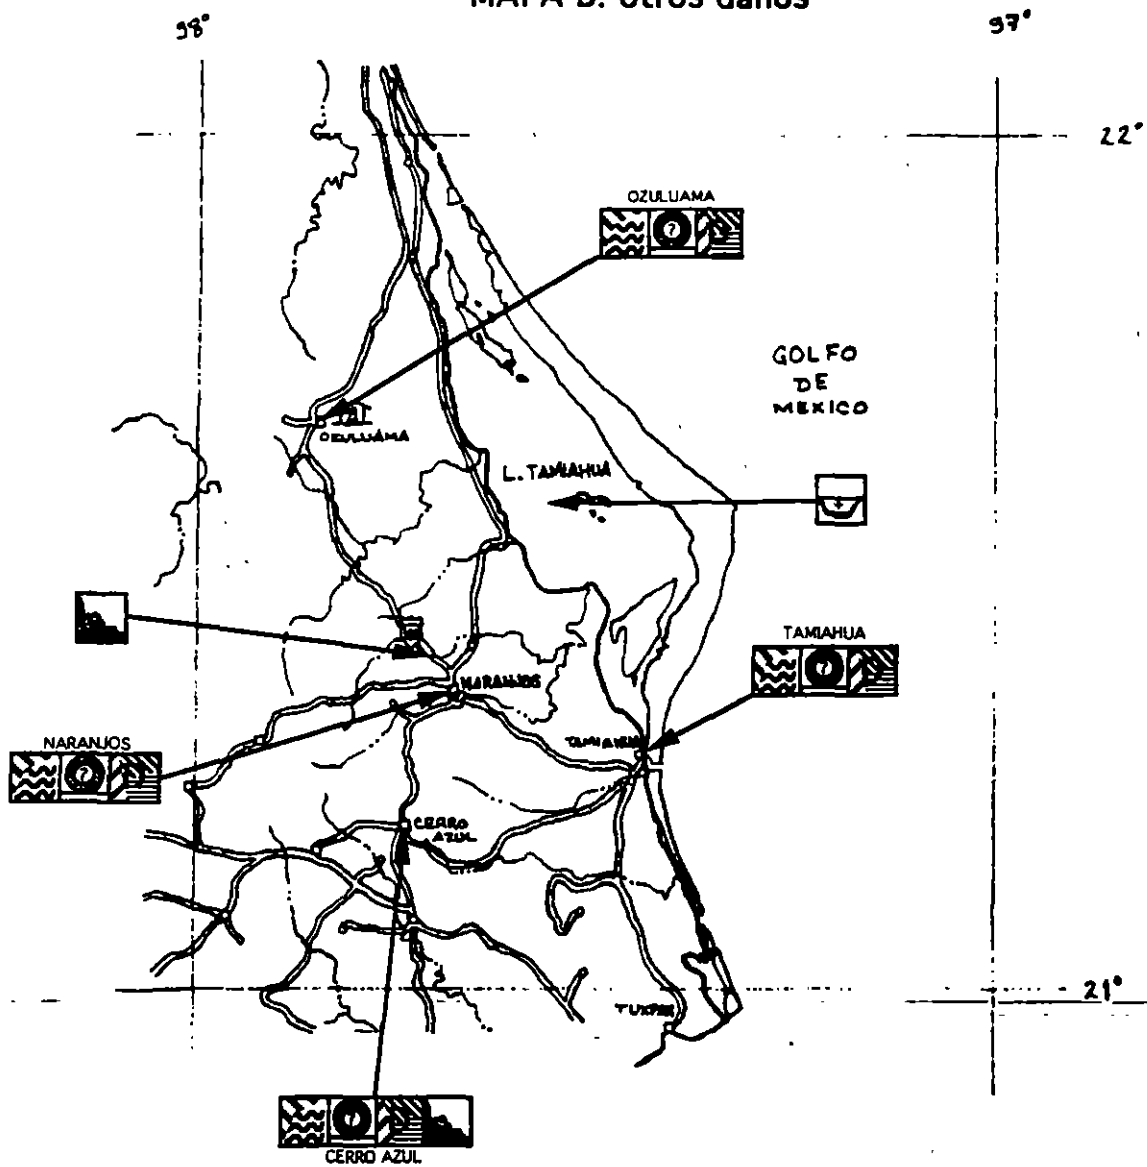 MAPA B: Otros daños
98°
97°
22°
OZULUAMA
?
GOLFO
DE
MEXICO
OZULUAMA
L. TAMIAHUA
TAMIAHUA
?
NARANJOS
NARANJOS
?
TAMIAHUA
CERRO
AZUL
21°
TUXPAN
?
CERRO AZUL